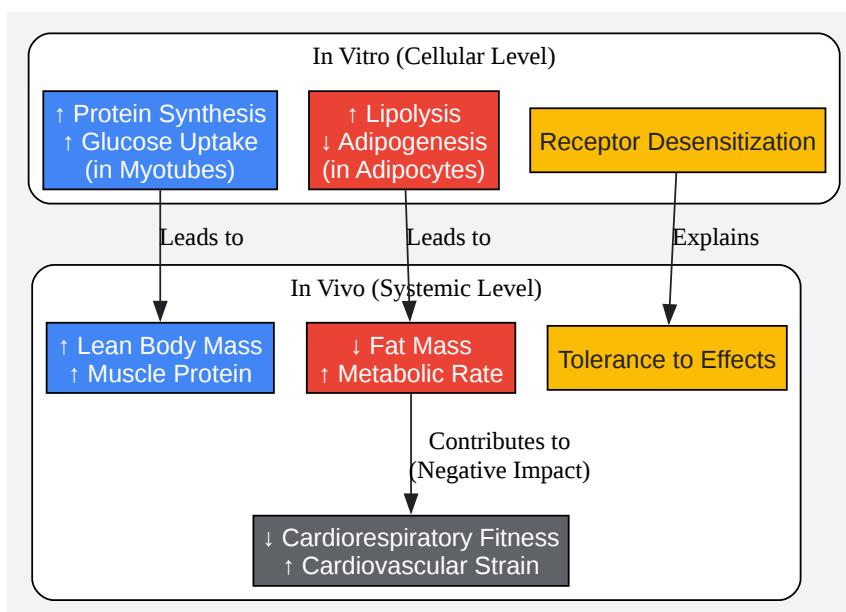 In Vitro (Cellular Level)
↑ Protein Synthesis
↑ Glucose Uptake
(in Myotubes)
↑ Lipolysis
↓ Adipogenesis
(in Adipocytes)
Receptor Desensitization
Leads to
Leads to
Explains
In Vivo (Systemic Level)
↑ Lean Body Mass
↑ Muscle Protein
↓ Fat Mass
↑ Metabolic Rate
Tolerance to Effects
Contributes to
(Negative Impact)
↓ Cardiorespiratory Fitness
↑ Cardiovascular Strain